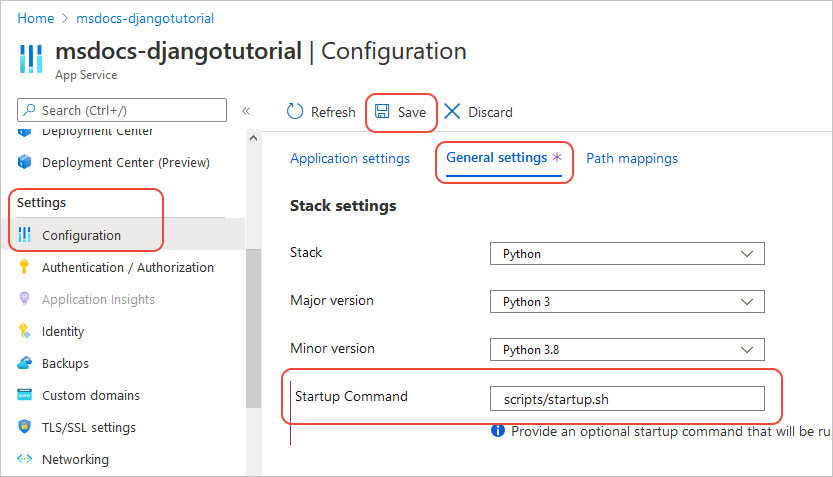 Home > msdocs-djangotutorial
msdocs-djangotutorial | Configuration
App Service
Search (Ctrl+/)
«
Refresh
Save
Discard
Deployment Center
Deployment Center (Preview)
Settings
Configuration
Authentication / Authorization
Application Insights
Identity
Backups
Custom domains
TLS/SSL settings
Networking
Application settings
General settings *
Path mappings
Stack settings
Stack
Python
Major version
Python 3
Minor version
Python 3.8
Startup Command
scripts/startup.sh
Provide an optional startup command that will be ru